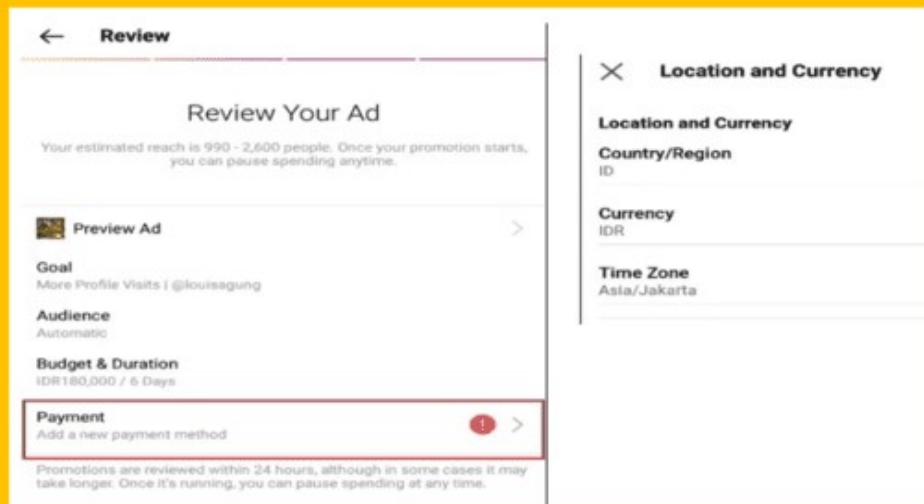 Review
Review Your Ad
Your estimated reach is 990 - 2,600 people. Once your promotion starts,
you can pause spending anytime.
Preview Ad
Goal
More Profile Visits | @louisagung
Audience
Automatic
Budget & Duration
IDR180,000 / 6 Days
Payment
Add a new payment method
!
Promotions are reviewed within 24 hours, although in some cases it may
take longer. Once it's running, you can pause spending at any time.
Location and Currency
Location and Currency
Country/Region
ID
Currency
IDR
Time Zone
Asia/Jakarta